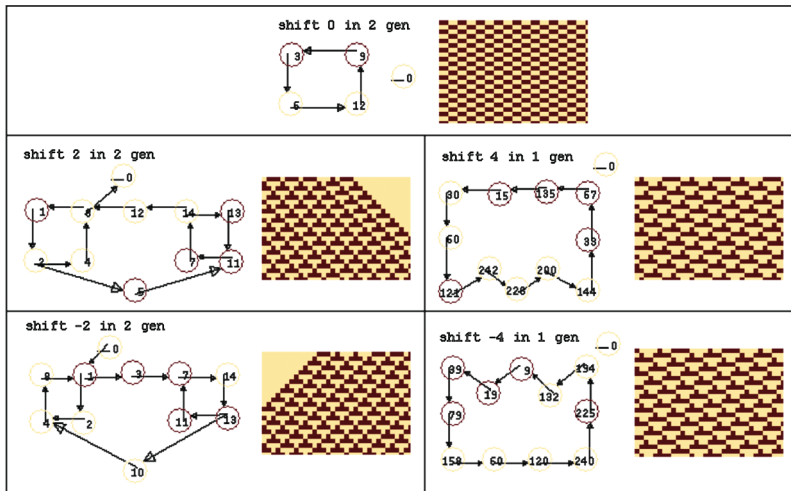 shift 0 in 2 gen
3 9
0
6 12
shift 2 in 2 gen
0
1 8 12 14 13
2 4 7 11
5
shift 4 in 1 gen
0
30 15 135 67
60 33
242 200
121 228 144
shift -2 in 2 gen
0
8 1 3 7 14
4 2 11 13
10
shift -4 in 1 gen
0
39 9 194
19 132
79 225
158 60 120 240